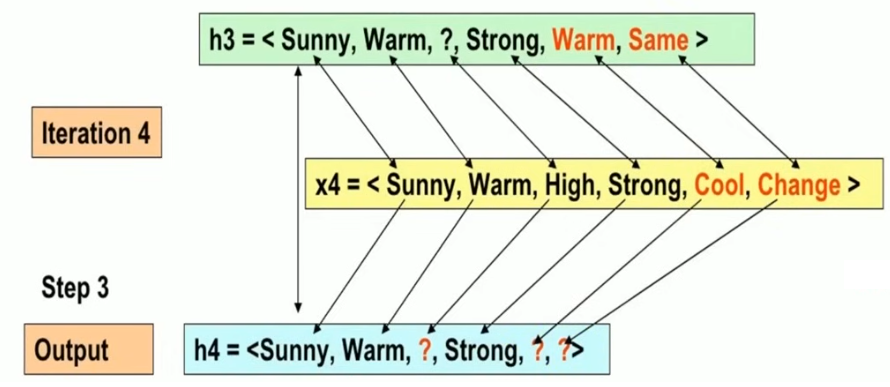 h3 = < Sunny, Warm, ?, Strong, Warm, Same >
Iteration 4
x4 = < Sunny, Warm, High, Strong, Cool, Change >
Step 3
Output
h4 = <Sunny, Warm, ?, Strong, ?, ?>